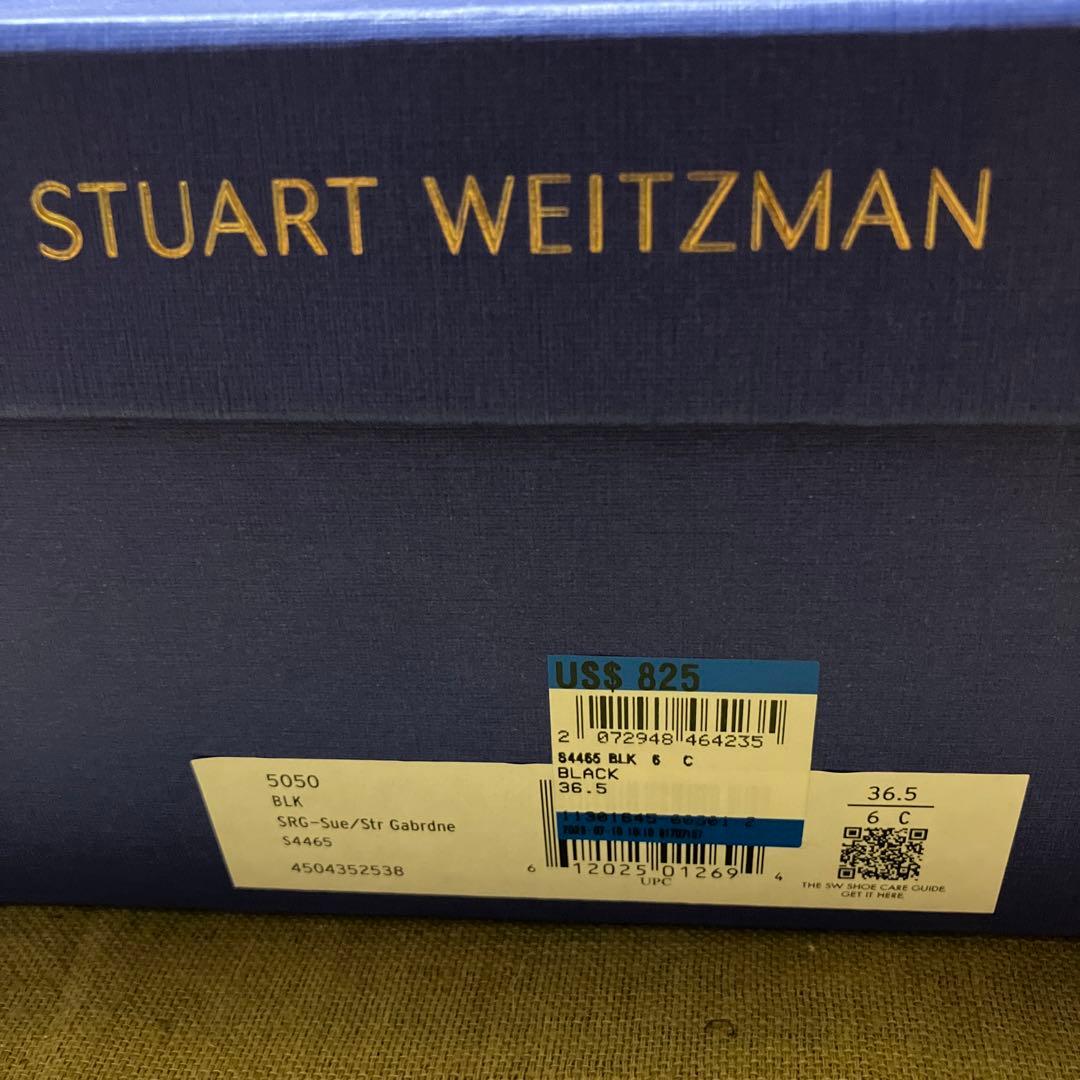 STUART WEITZMAN
US$ 825
2 072948 464235
S4465 BLK 6 C
BLACK
36.5
5050
BLK
SRG-Sue/Str Gabrdne
S4465
4504352538
6 12025 01269 4
UPC
36.5
6 C
THE SW SHOE CARE GUIDE.
GET IT HERE.